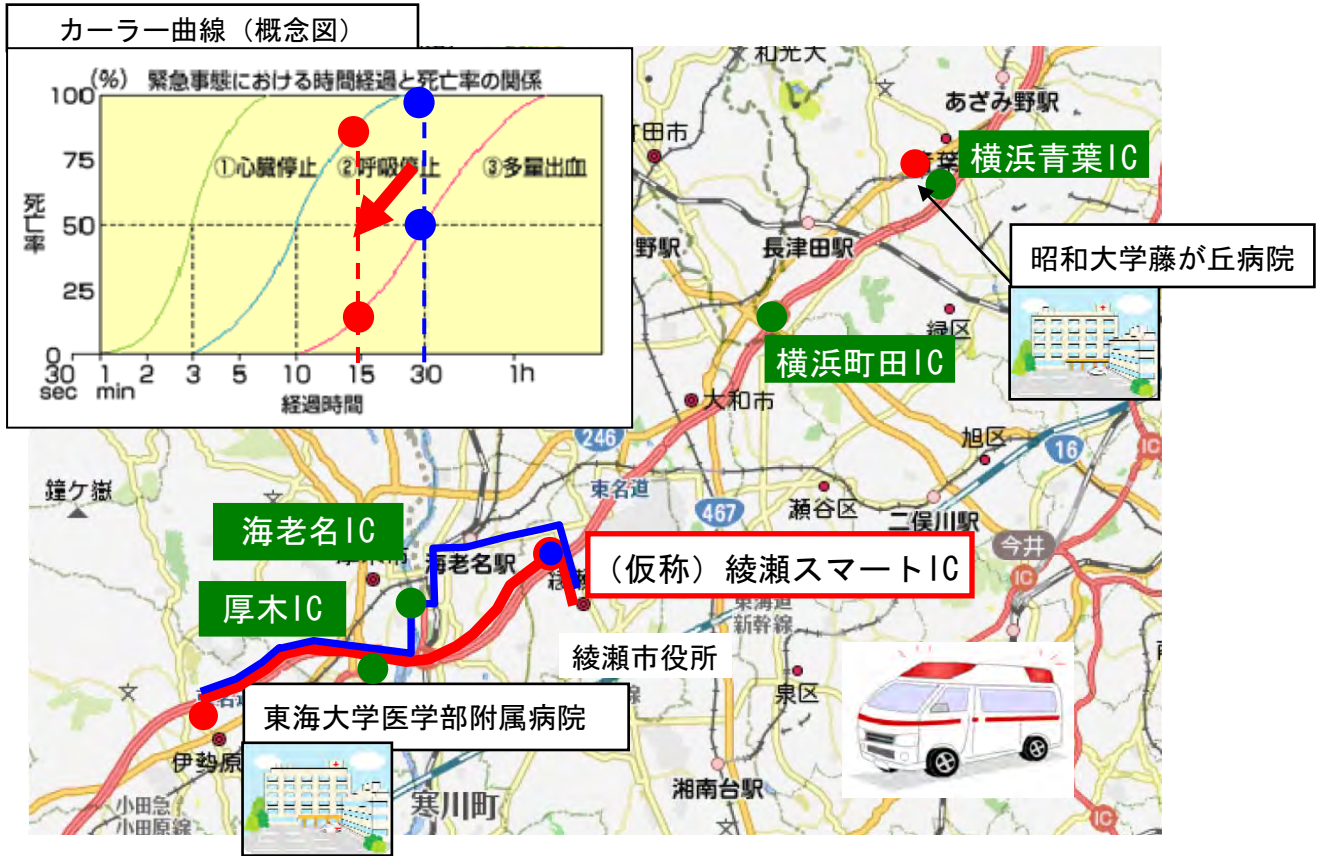 カーラー曲線（概念図）
(%) 緊急事態における時間経過と死亡率の関係
100
75
50
25
0
死亡率
①心臓停止
②呼吸停止
③多量出血
30 sec
1 min
2
3
5
10
15
30
1h
経過時間
和光大
あざみ野駅
横浜青葉IC
昭和大学藤が丘病院
長津田駅
野駅
緑区
横浜町田IC
大和市
旭区
246
16
IC
東名道
467
瀬谷区
二俣川駅
鐘ケ嶽
海老名IC
海老名駅
（仮称）綾瀬スマートIC
今井
IC
厚木IC
東海道
新幹線
綾瀬市役所
泉区
東海大学医学部附属病院
伊勢原
湘南台駅
小田急
小田原線
寒川町
IC